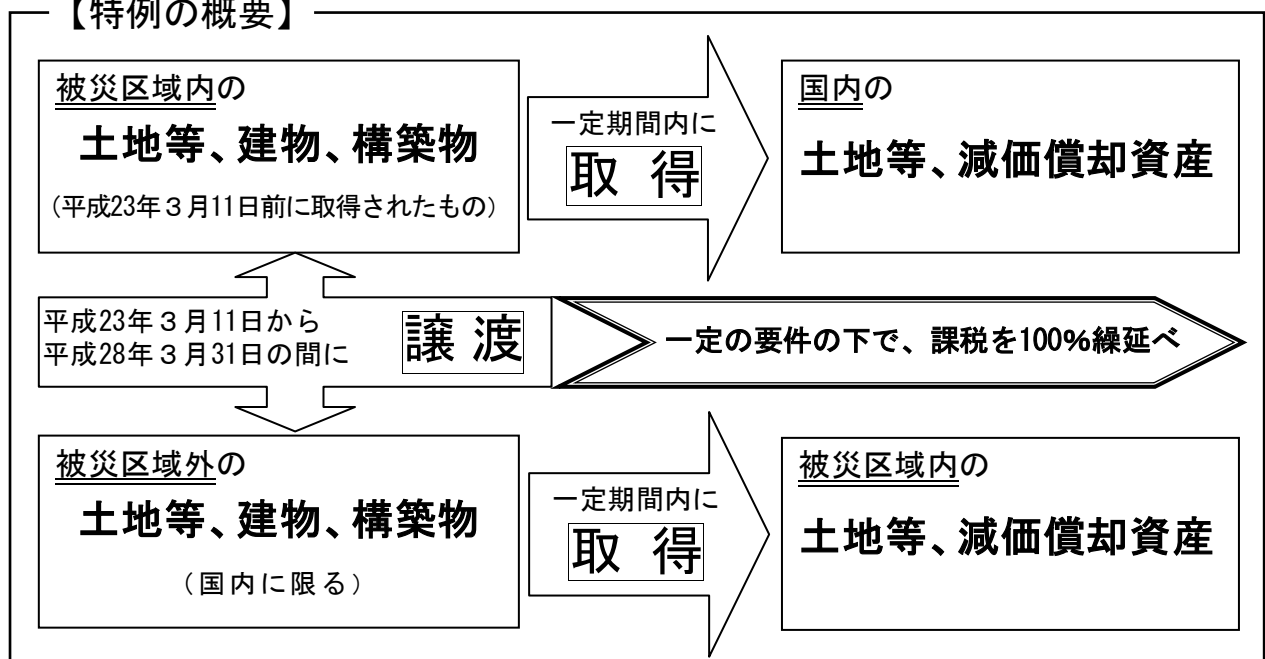 【特例の概要】
被災区域内の
土地等、建物、構築物
(平成23年３月11日前に取得されたもの)
一定期間内に
取 得
国内の
土地等、減価償却資産
平成23年３月11日から
平成28年３月31日の間に
譲 渡
一定の要件の下で、課税を100％繰延べ
被災区域外の
土地等、建物、構築物
(国内に限る)
一定期間内に
取 得
被災区域内の
土地等、減価償却資産